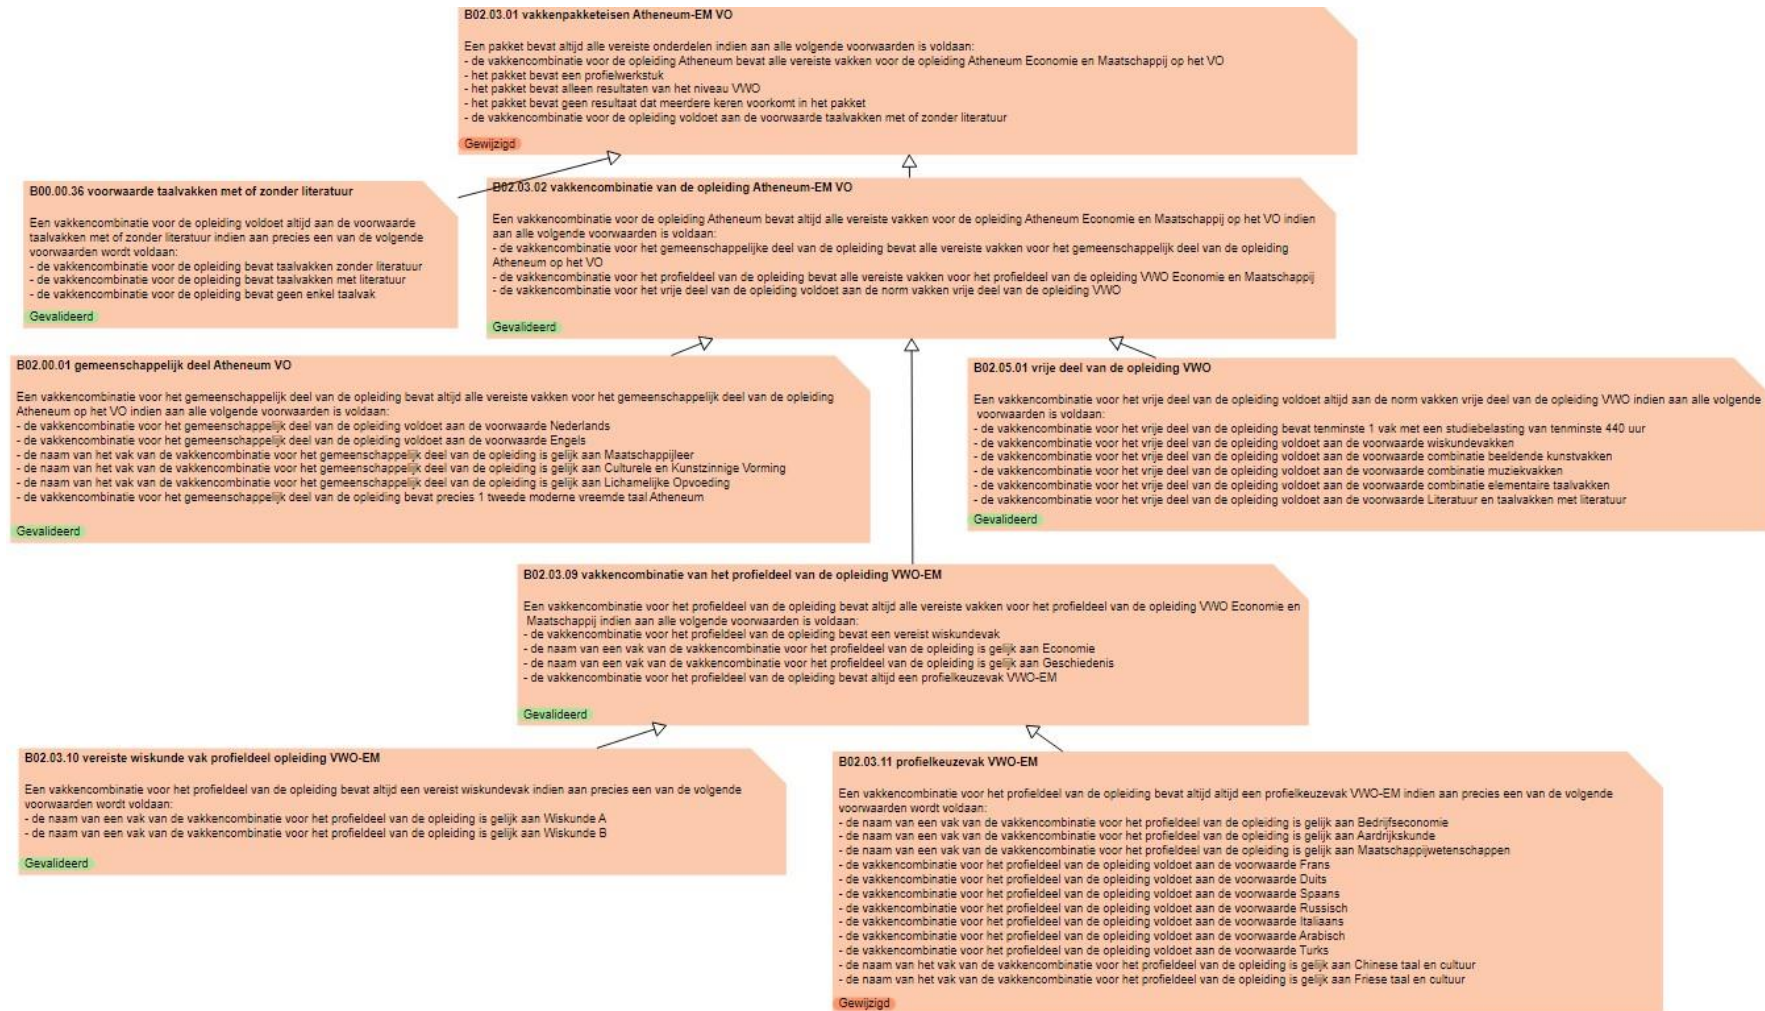 B02.03.01 vakkenpakketeisen Atheneum-EM VO
Een pakket bevat altijd alle vereiste onderdelen indien aan alle volgende voorwaarden is voldaan:
- de vakkencombinatie voor de opleiding Atheneum bevat alle vereiste vakken voor de opleiding Atheneum Economie en Maatschappij op het VO
- het pakket bevat een profielwerkstuk
- het pakket bevat alleen resultaten van het niveau VWO
- het pakket bevat geen resultaat dat meerdere keren voorkomt in het pakket
- de vakkencombinatie voor de opleiding voldoet aan de voorwaarde taalvakken met of zonder literatuur
Gewijzigd
B00.00.36 voorwaarde taalvakken met of zonder literatuur
Een vakkencombinatie voor de opleiding voldoet altijd aan de voorwaarde
taalvakken met of zonder literatuur indien aan precies een van de volgende
voorwaarden wordt voldaan:
- de vakkencombinatie voor de opleiding bevat taalvakken zonder literatuur
- de vakkencombinatie voor de opleiding bevat taalvakken met literatuur
- de vakkencombinatie voor de opleiding bevat geen enkel taalvak
Gevalideerd
B02.03.02 vakkencombinatie van de opleiding Atheneum-EM VO
Een vakkencombinatie voor de opleiding Atheneum bevat altijd alle vereiste vakken voor de opleiding Atheneum Economie en Maatschappij op het VO indien
aan alle volgende voorwaarden is voldaan:
- de vakkencombinatie voor het gemeenschappelijke deel van de opleiding bevat alle vereiste vakken voor het gemeenschappelijk deel van de opleiding
Atheneum op het VO
- de vakkencombinatie voor het profieldeel van de opleiding bevat alle vereiste vakken voor het profieldeel van de opleiding VWO Economie en Maatschappij
- de vakkencombinatie voor het vrije deel van de opleiding voldoet aan de norm vakken vrije deel van de opleiding VWO
Gevalideerd
B02.00.01 gemeenschappelijk deel Atheneum VO
Een vakkencombinatie voor het gemeenschappelijk deel van de opleiding bevat altijd alle vereiste vakken voor het gemeenschappelijk deel van de opleiding
Atheneum op het VO indien aan alle volgende voorwaarden is voldaan:
- de vakkencombinatie voor het gemeenschappelijk deel van de opleiding voldoet aan de voorwaarde Nederlands
- de vakkencombinatie voor het gemeenschappelijk deel van de opleiding voldoet aan de voorwaarde Engels
- de naam van het vak van de vakkencombinatie voor het gemeenschappelijk deel van de opleiding is gelijk aan Maatschappijleer
- de naam van het vak van de vakkencombinatie voor het gemeenschappelijk deel van de opleiding is gelijk aan Culturele en Kunstzinnige Vorming
- de naam van het vak van de vakkencombinatie voor het gemeenschappelijk deel van de opleiding is gelijk aan Lichamelijke Opvoeding
- de vakkencombinatie voor het gemeenschappelijk deel van de opleiding bevat precies 1 tweede moderne vreemde taal Atheneum
Gevalideerd
B02.05.01 vrije deel van de opleiding VWO
Een vakkencombinatie voor het vrije deel van de opleiding voldoet altijd aan de norm vakken vrije deel van de opleiding VWO indien aan alle volgende
voorwaarden is voldaan:
- de vakkencombinatie voor het vrije deel van de opleiding bevat tenminste 1 vak met een studiebelasting van tenminste 440 uur
- de vakkencombinatie voor het vrije deel van de opleiding voldoet aan de voorwaarde wiskundevakken
- de vakkencombinatie voor het vrije deel van de opleiding voldoet aan de voorwaarde combinatie beeldende kunstvakken
- de vakkencombinatie voor het vrije deel van de opleiding voldoet aan de voorwaarde combinatie muziekvakken
- de vakkencombinatie voor het vrije deel van de opleiding voldoet aan de voorwaarde combinatie elementaire taalvakken
- de vakkencombinatie voor het vrije deel van de opleiding voldoet aan de voorwaarde Literatuur en taalvakken met literatuur
Gevalideerd
B02.03.09 vakkencombinatie van het profieldeel van de opleiding VWO-EM
Een vakkencombinatie voor het profieldeel van de opleiding bevat altijd alle vereiste vakken voor het profieldeel van de opleiding VWO Economie en
Maatschappij indien aan alle volgende voorwaarden is voldaan:
- de vakkencombinatie voor het profieldeel van de opleiding bevat een vereist wiskundevak
- de naam van een vak van de vakkencombinatie voor het profieldeel van de opleiding is gelijk aan Economie
- de naam van een vak van de vakkencombinatie voor het profieldeel van de opleiding is gelijk aan Geschiedenis
- de vakkencombinatie voor het profieldeel van de opleiding bevat altijd een profielkeuzevak VWO-EM
Gevalideerd
B02.03.10 vereiste wiskunde vak profieldeel opleiding VWO-EM
Een vakkencombinatie voor het profieldeel van de opleiding bevat altijd een vereist wiskundevak indien aan precies een van de volgende
voorwaarden wordt voldaan:
- de naam van een vak van de vakkencombinatie voor het profieldeel van de opleiding is gelijk aan Wiskunde A
- de naam van een vak van de vakkencombinatie voor het profieldeel van de opleiding is gelijk aan Wiskunde B
Gevalideerd
B02.03.11 profielkeuzevak VWO-EM
Een vakkencombinatie voor het profieldeel van de opleiding bevat altijd altijd een profielkeuzevak VWO-EM indien aan precies een van de volgende
voorwaarden wordt voldaan:
- de naam van een vak van de vakkencombinatie voor het profieldeel van de opleiding is gelijk aan Bedrijfseconomie
- de naam van een vak van de vakkencombinatie voor het profieldeel van de opleiding is gelijk aan Aardrijkskunde
- de naam van een vak van de vakkencombinatie voor het profieldeel van de opleiding is gelijk aan Maatschappijwetenschappen
- de vakkencombinatie voor het profieldeel van de opleiding voldoet aan de voorwaarde Frans
- de vakkencombinatie voor het profieldeel van de opleiding voldoet aan de voorwaarde Duits
- de vakkencombinatie voor het profieldeel van de opleiding voldoet aan de voorwaarde Spaans
- de vakkencombinatie voor het profieldeel van de opleiding voldoet aan de voorwaarde Russisch
- de vakkencombinatie voor het profieldeel van de opleiding voldoet aan de voorwaarde Italiaans
- de vakkencombinatie voor het profieldeel van de opleiding voldoet aan de voorwaarde Arabisch
- de vakkencombinatie voor het profieldeel van de opleiding voldoet aan de voorwaarde Turks
- de naam van het vak van de vakkencombinatie voor het profieldeel van de opleiding is gelijk aan Chinese taal en cultuur
- de naam van het vak van de vakkencombinatie voor het profieldeel van de opleiding is gelijk aan Friese taal en cultuur
Gewijzigd